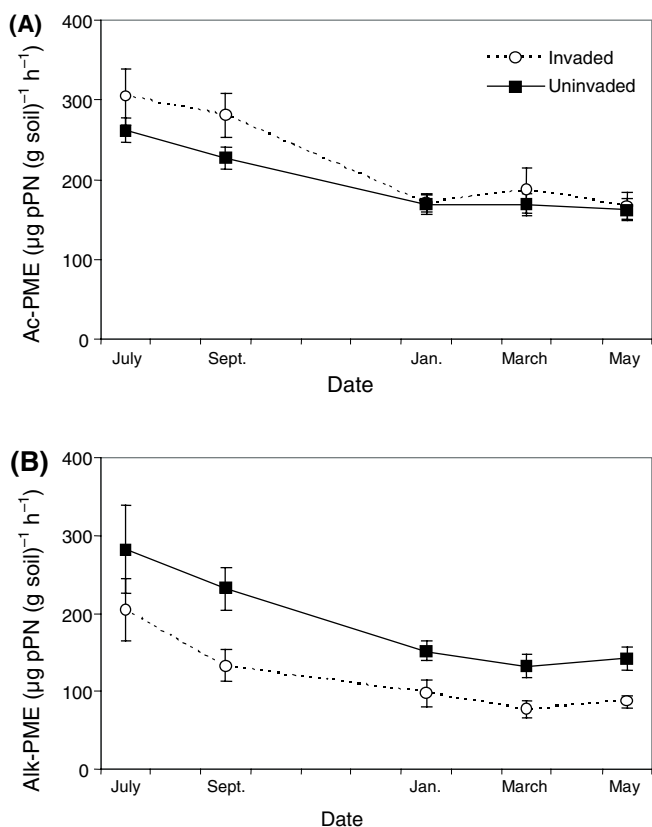 (A)
400
300
200
100
0
Ac-PME (µg pPN (g soil)⁻¹ h⁻¹)
Invaded
Uninvaded
July Sept. Jan. March May
Date
(B)
400
300
200
100
0
Alk-PME (µg pPN (g soil)⁻¹ h⁻¹)
July Sept. Jan. March May
Date